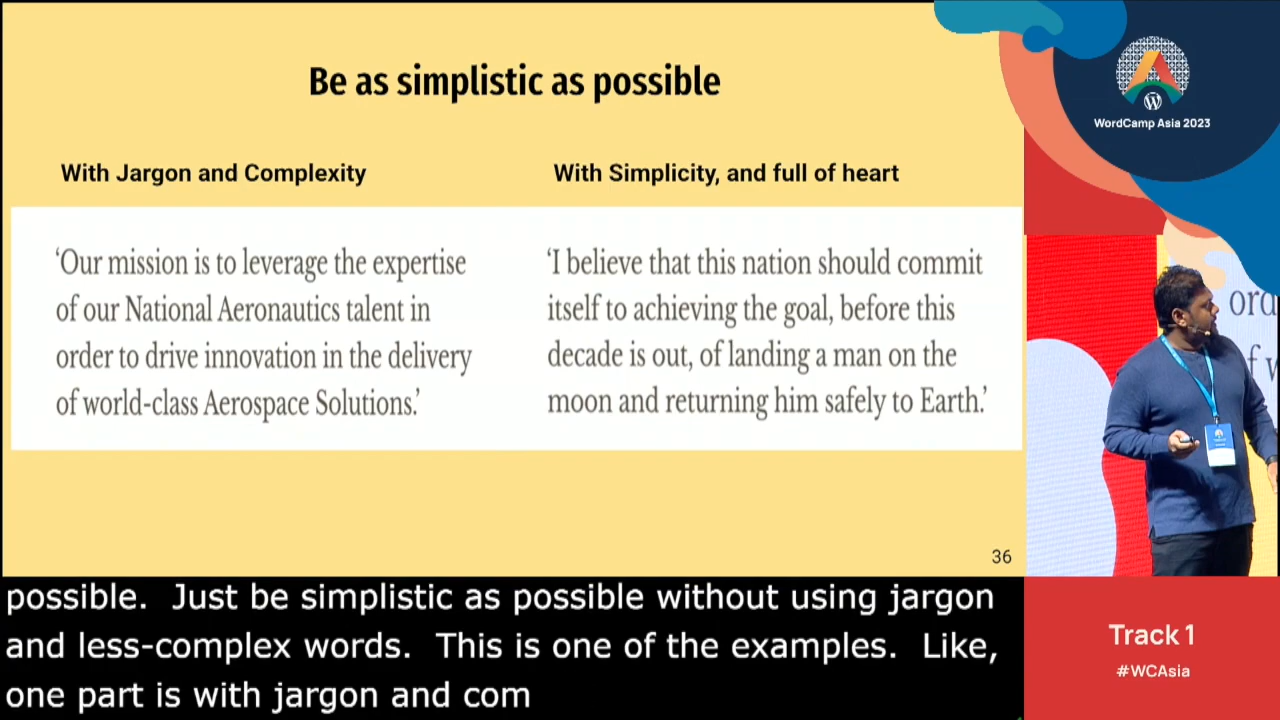 Be as simplistic as possible
With Jargon and Complexity
With Simplicity, and full of heart
‘Our mission is to leverage the expertise
of our National Aeronautics talent in
order to drive innovation in the delivery
of world-class Aerospace Solutions.’
‘I believe that this nation should commit
itself to achieving the goal, before this
decade is out, of landing a man on the
moon and returning him safely to Earth.’
36
WordCamp Asia 2023
possible. Just be simplistic as possible without using jargon
and less-complex words. This is one of the examples. Like,
one part is with jargon and com
Track 1
#WCAsia